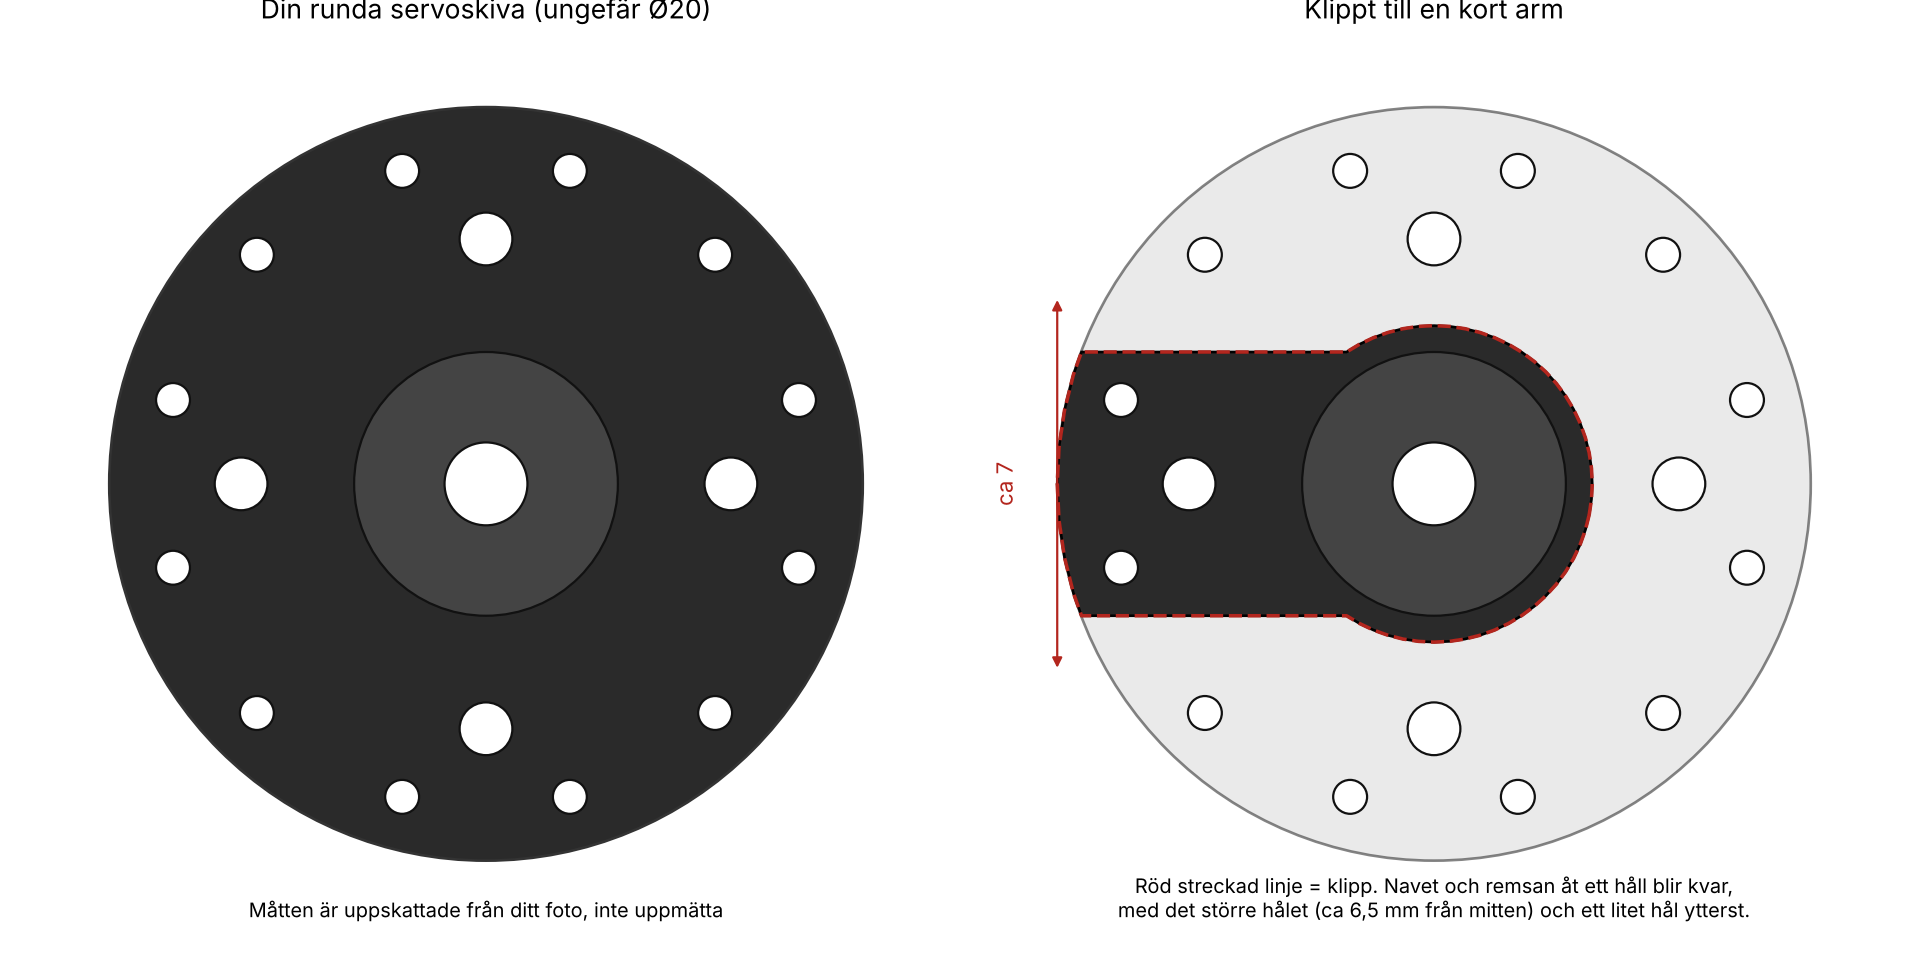 Din runda servoskiva (ungefär Ø20)
Klippt till en kort arm
ca 7
Måtten är uppskattade från ditt foto, inte uppmätta
Röd streckad linje = klipp. Navet och remsan åt ett håll blir kvar,
med det större hålet (ca 6,5 mm från mitten) och ett litet hål ytterst.